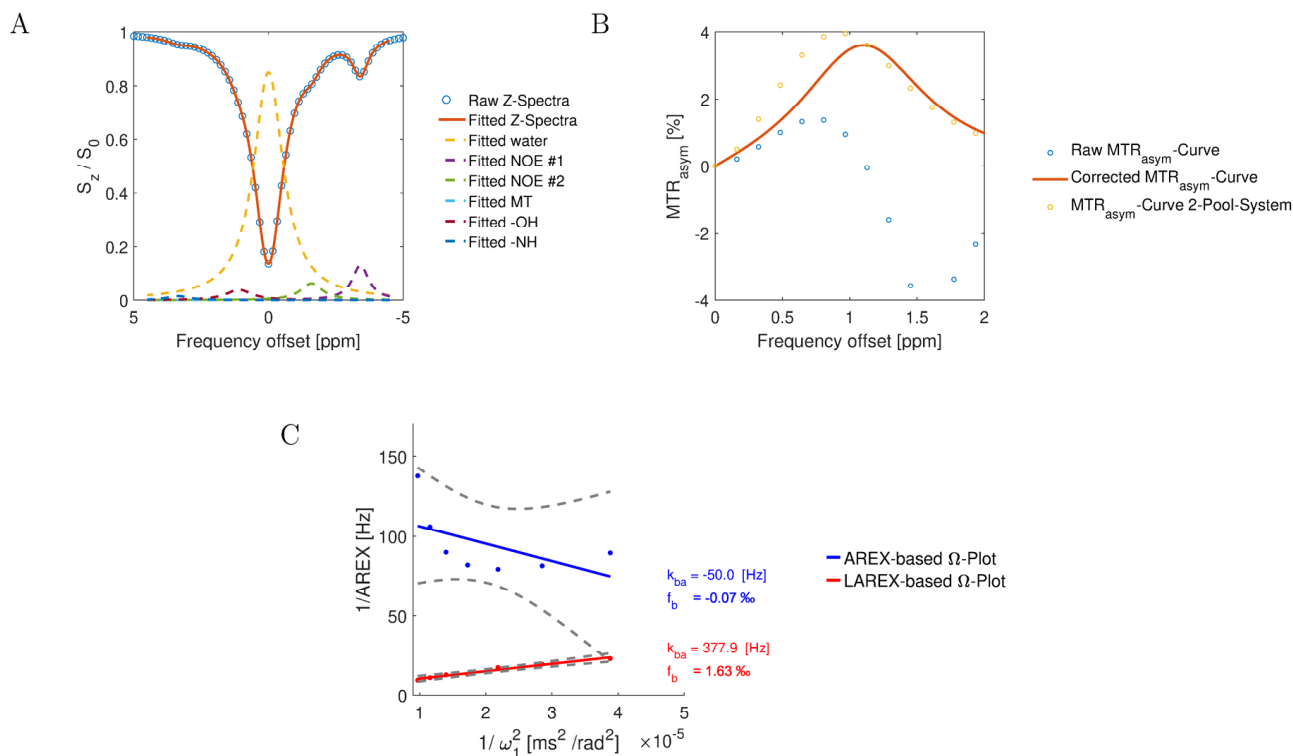 A
1
0.8
0.6
0.4
0.2
0
S_z / S_0
5
0
-5
Frequency offset [ppm]
Raw Z-Spectra
Fitted Z-Spectra
Fitted water
Fitted NOE #1
Fitted NOE #2
Fitted MT
Fitted -OH
Fitted -NH
B
4
2
0
-2
-4
MTR_asym [%]
0
0.5
1
1.5
2
Frequency offset [ppm]
Raw MTR_asym-Curve
Corrected MTR_asym-Curve
MTR_asym-Curve 2-Pool-System
C
150
100
50
0
1/AREX [Hz]
1
2
3
4
5
1/ ω_1^2 [ms^2 /rad^2]
×10^-5
k_ba = -50.0 [Hz]
f_b = -0.07 ‰
k_ba = 377.9 [Hz]
f_b = 1.63 ‰
AREX-based Ω-Plot
LAREX-based Ω-Plot